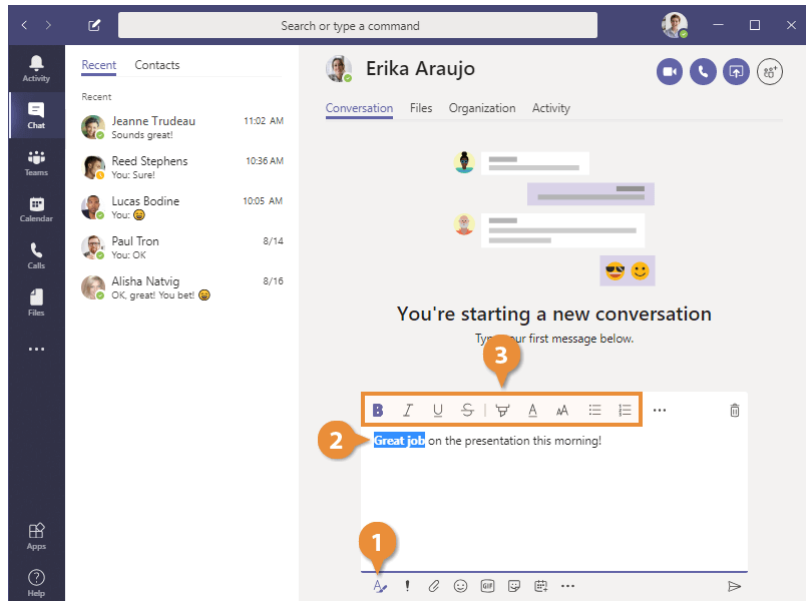 Search or type a command
Activity
Chat
Teams
Calendar
Calls
Files
Apps
Help
Recent Contacts
Recent
Jeanne Trudeau 11:02 AM
Sounds great!
Reed Stephens 10:36 AM
You: Sure!
Lucas Bodine 10:05 AM
You: 😄
Paul Tron 8/14
You: OK
Alisha Natvig 8/16
OK, great! You bet! 😄
Erika Araujo
Conversation Files Organization Activity
You're starting a new conversation
your first message below.
3
B I U S A AA
2
Great job on the presentation this morning!
1
A ! GIF